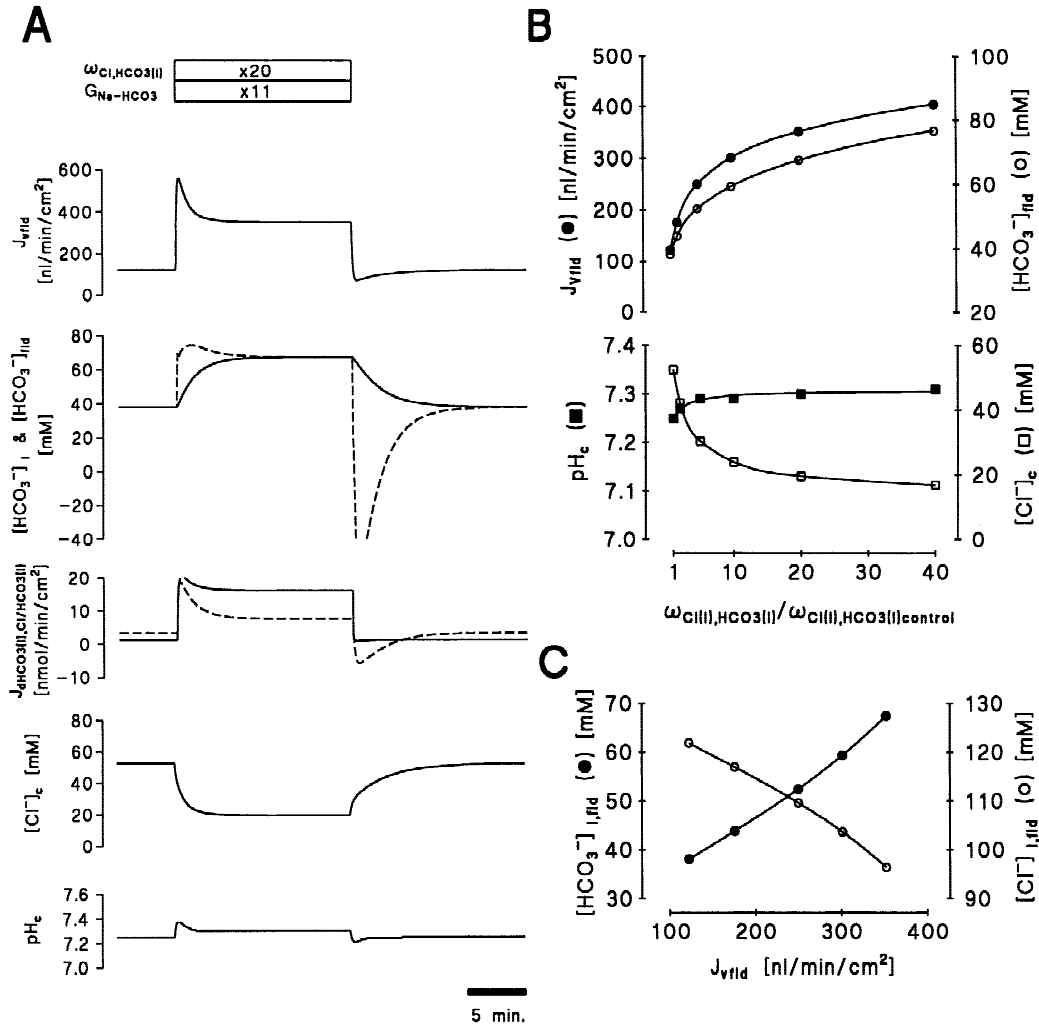 A
ωCl,HCO3(l) x20
GNa-HCO3 x11
Jvfld
[nl/min/cm²]
600
400
200
0
[HCO3⁻]l & [HCO3⁻]fld
[mM]
80
60
40
20
0
-20
-40
JdHCO3(l),Cl/HCO3(l)
[nmol/min/cm²]
20
10
0
-10
[Cl⁻]c [mM]
80
60
40
20
0
pHc
7.6
7.4
7.2
7.0
5 min.
B
Jvfld (●) [nl/min/cm²]
500
400
300
200
100
0
[HCO3⁻]fld (o) [mM]
100
80
60
40
20
pHc (■)
7.4
7.3
7.2
7.1
7.0
[Cl⁻]c (□) [mM]
60
40
20
0
1 10 20 30 40
ωCl(l),HCO3(l)/ωCl(l),HCO3(l)control
C
[HCO3⁻]l,fld (●) [mM]
70
60
50
40
30
[Cl⁻]l,fld (o) [mM]
130
120
110
100
90
100 200 300 400
Jvfld [nl/min/cm²]